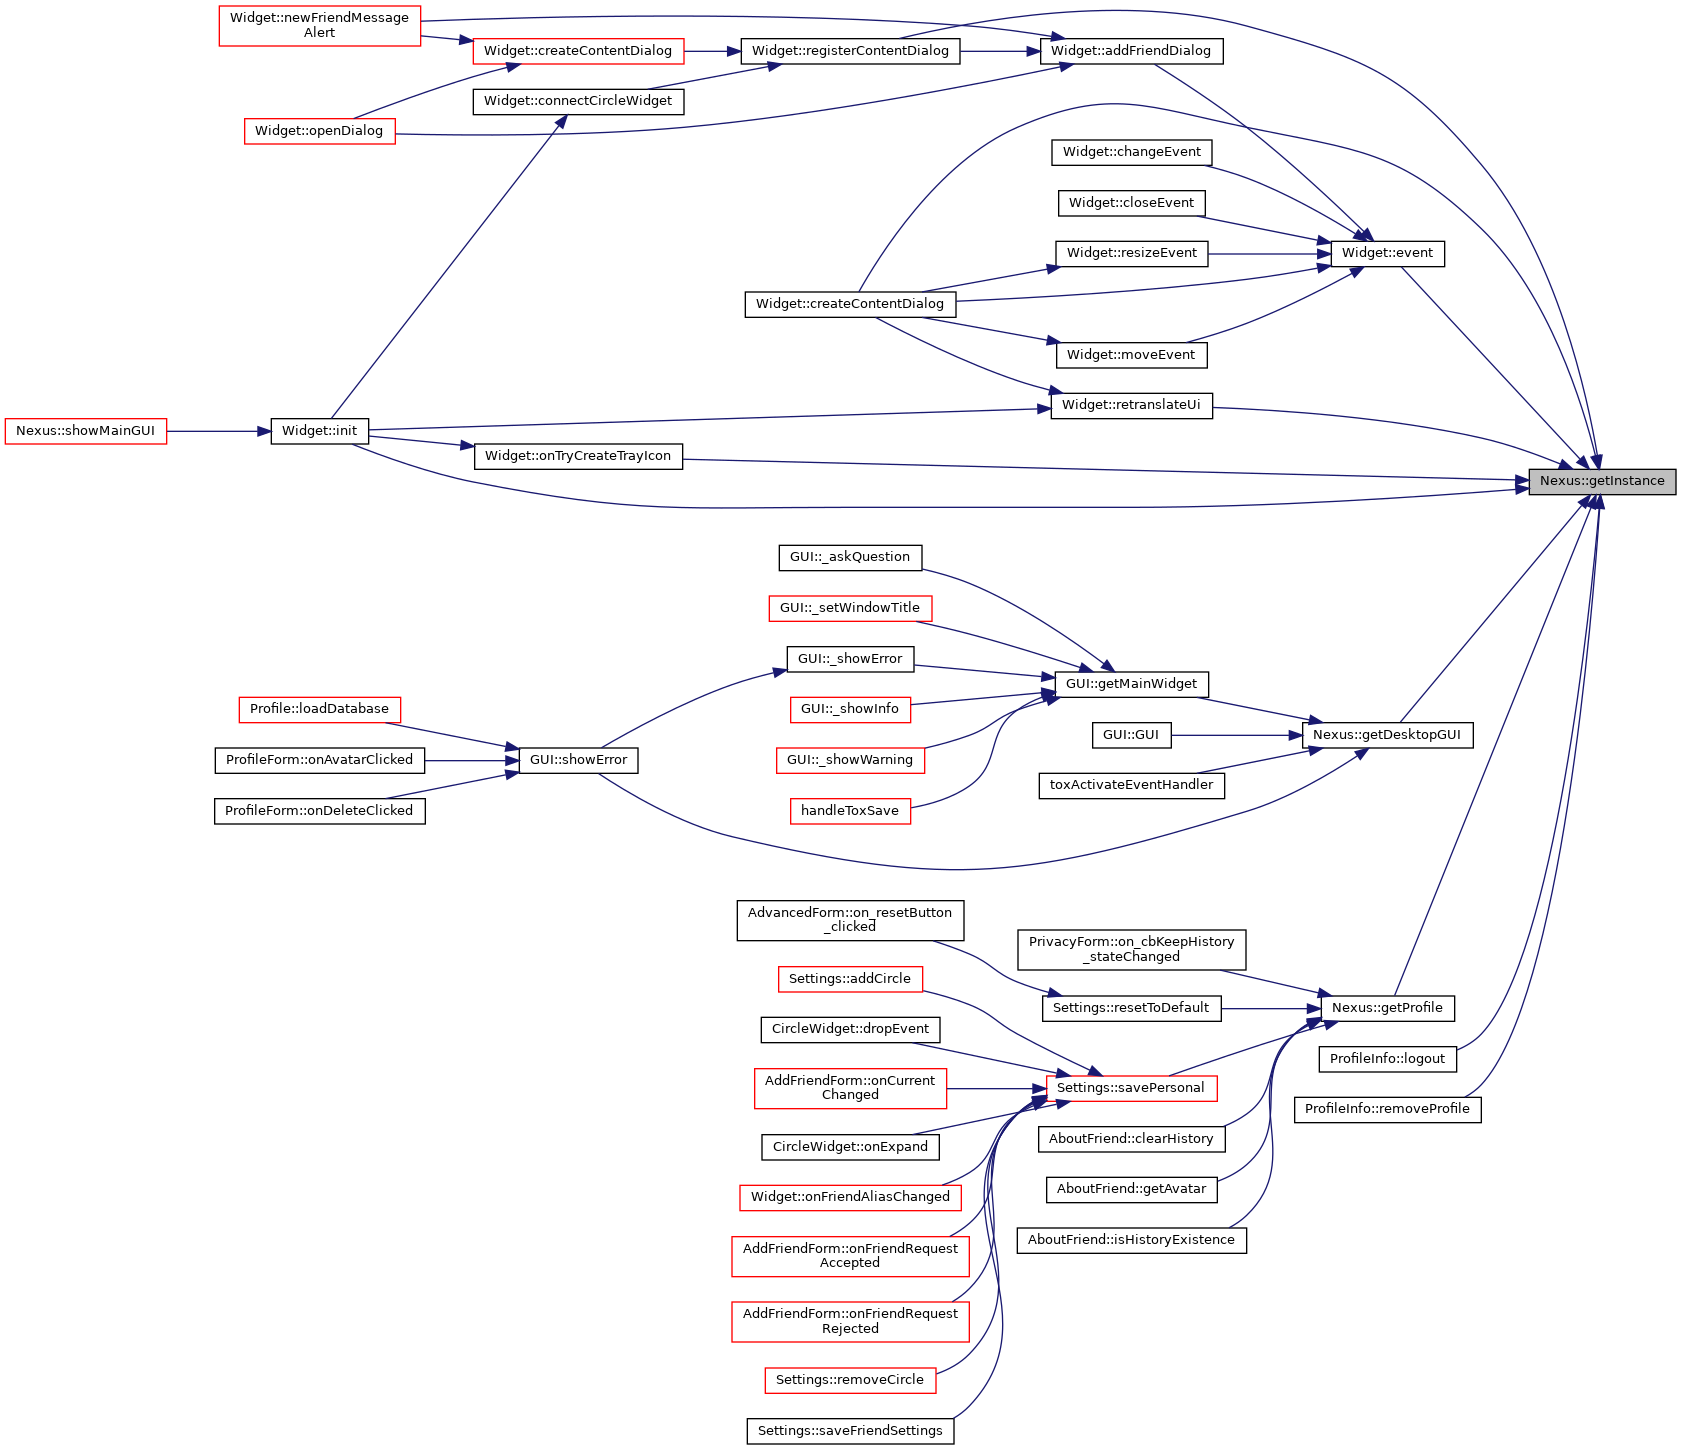 Widget::newFriendMessage
Alert
Widget::createContentDialog
Widget::registerContentDialog
Widget::addFriendDialog
Widget::connectCircleWidget
Widget::openDialog
Widget::changeEvent
Widget::closeEvent
Widget::resizeEvent
Widget::event
Widget::createContentDialog
Widget::moveEvent
Widget::retranslateUi
Nexus::showMainGUI
Widget::init
Widget::onTryCreateTrayIcon
Nexus::getInstance
GUI::_askQuestion
GUI::_setWindowTitle
GUI::_showError
GUI::getMainWidget
Profile::loadDatabase
GUI::_showInfo
GUI::GUI
Nexus::getDesktopGUI
ProfileForm::onAvatarClicked
GUI::showError
GUI::_showWarning
toxActivateEventHandler
ProfileForm::onDeleteClicked
handleToxSave
AdvancedForm::on_resetButton
_clicked
PrivacyForm::on_cbKeepHistory
_stateChanged
Settings::addCircle
Settings::resetToDefault
Nexus::getProfile
CircleWidget::dropEvent
ProfileInfo::logout
AddFriendForm::onCurrent
Changed
Settings::savePersonal
ProfileInfo::removeProfile
CircleWidget::onExpand
AboutFriend::clearHistory
Widget::onFriendAliasChanged
AboutFriend::getAvatar
AddFriendForm::onFriendRequest
Accepted
AboutFriend::isHistoryExistence
AddFriendForm::onFriendRequest
Rejected
Settings::removeCircle
Settings::saveFriendSettings